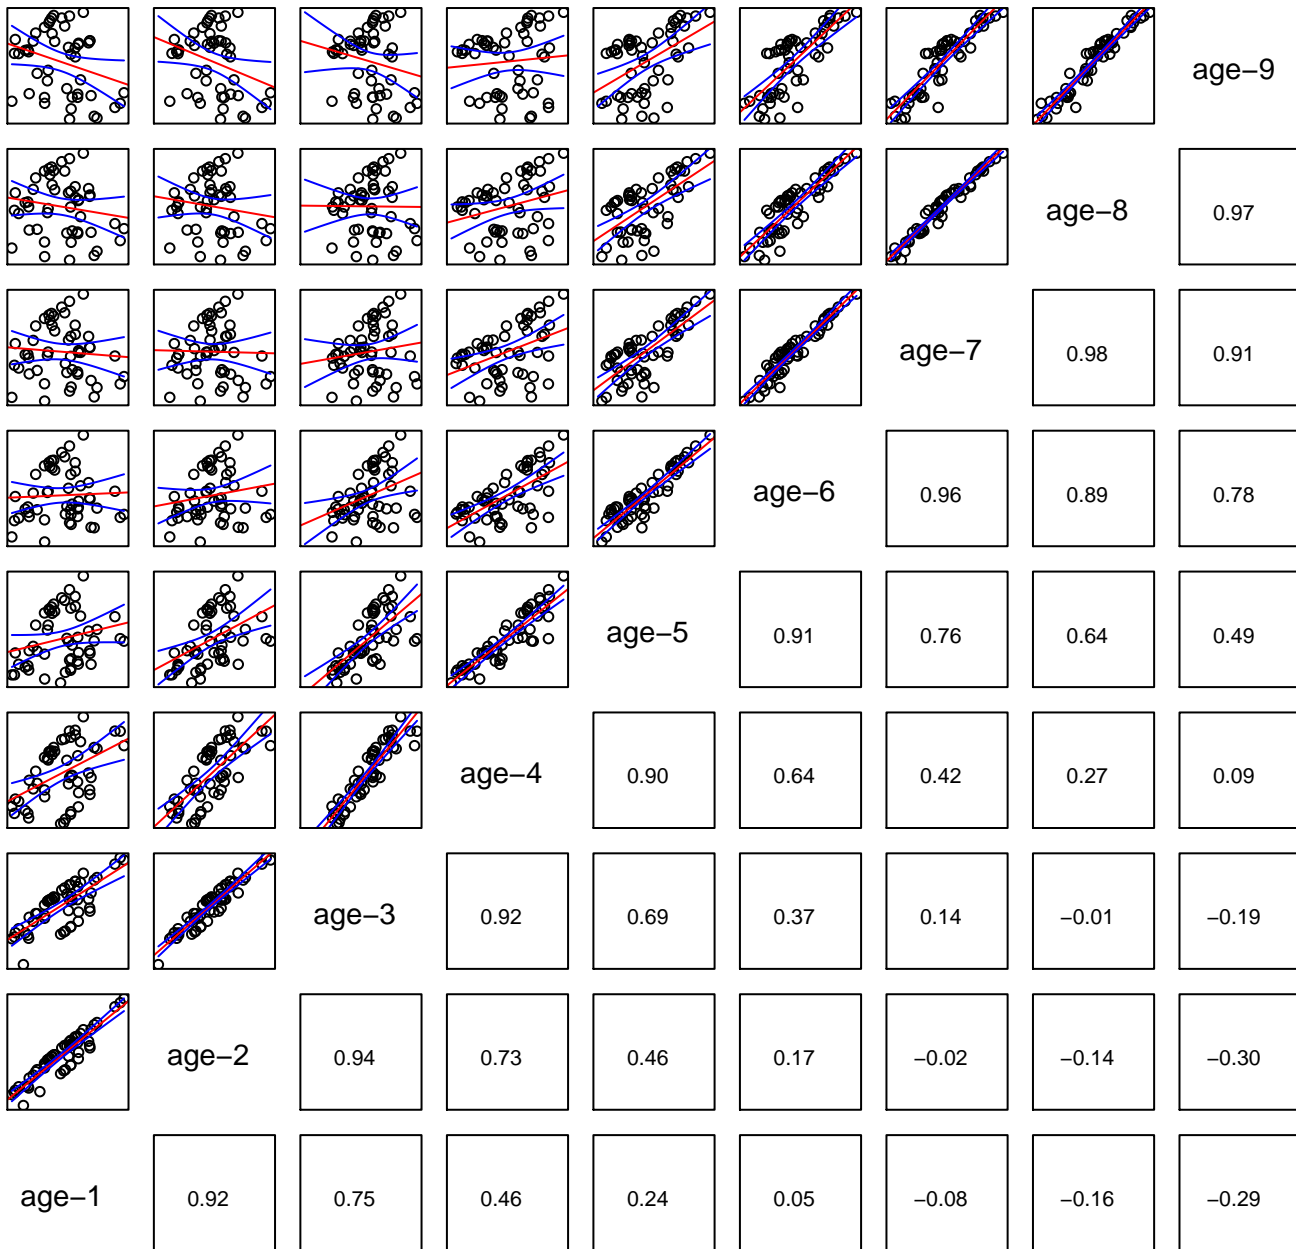 age−9
age−8 0.97
age−7 0.98 0.91
age−6 0.96 0.89 0.78
age−5 0.91 0.76 0.64 0.49
age−4 0.90 0.64 0.42 0.27 0.09
age−3 0.92 0.69 0.37 0.14 −0.01 −0.19
age−2 0.94 0.73 0.46 0.17 −0.02 −0.14 −0.30
age−1 0.92 0.75 0.46 0.24 0.05 −0.08 −0.16 −0.29